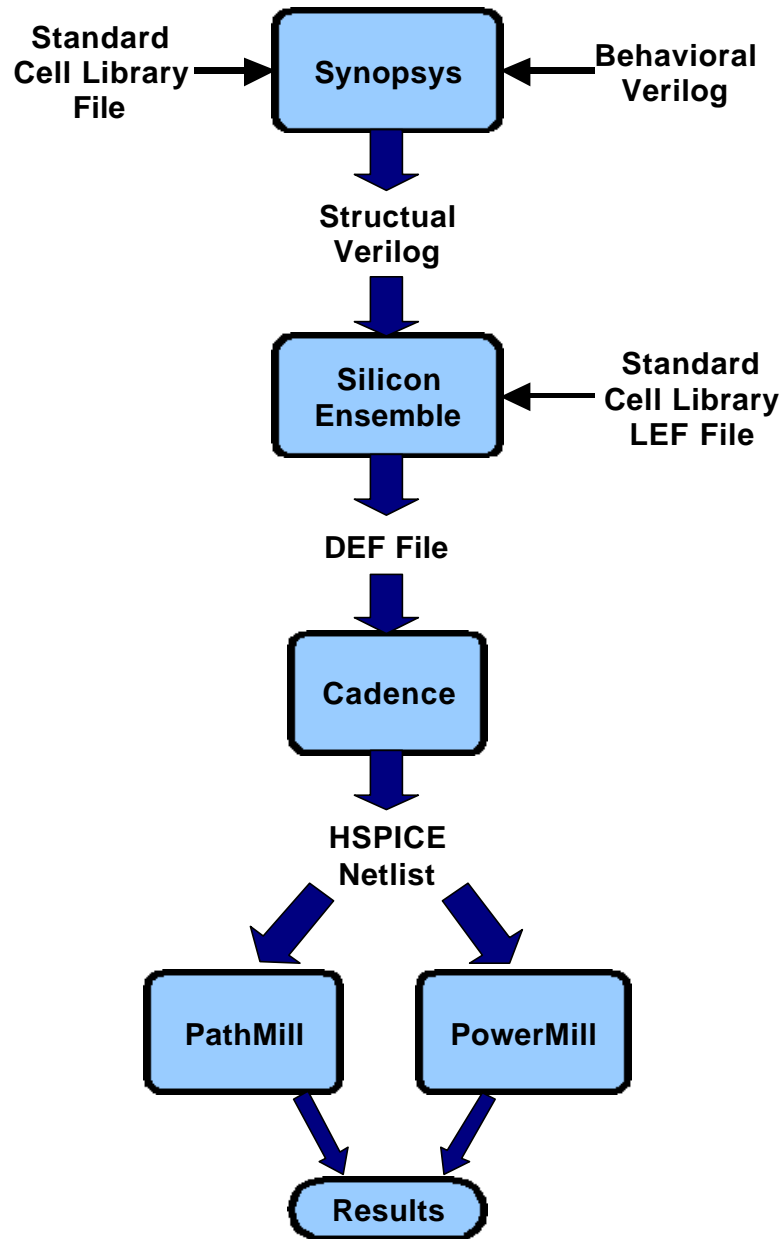 Standard
Cell Library
File
Synopsys
Behavioral
Verilog
Structual
Verilog
Silicon
Ensemble
Standard
Cell Library
LEF File
DEF File
Cadence
HSPICE
Netlist
PathMill
PowerMill
Results